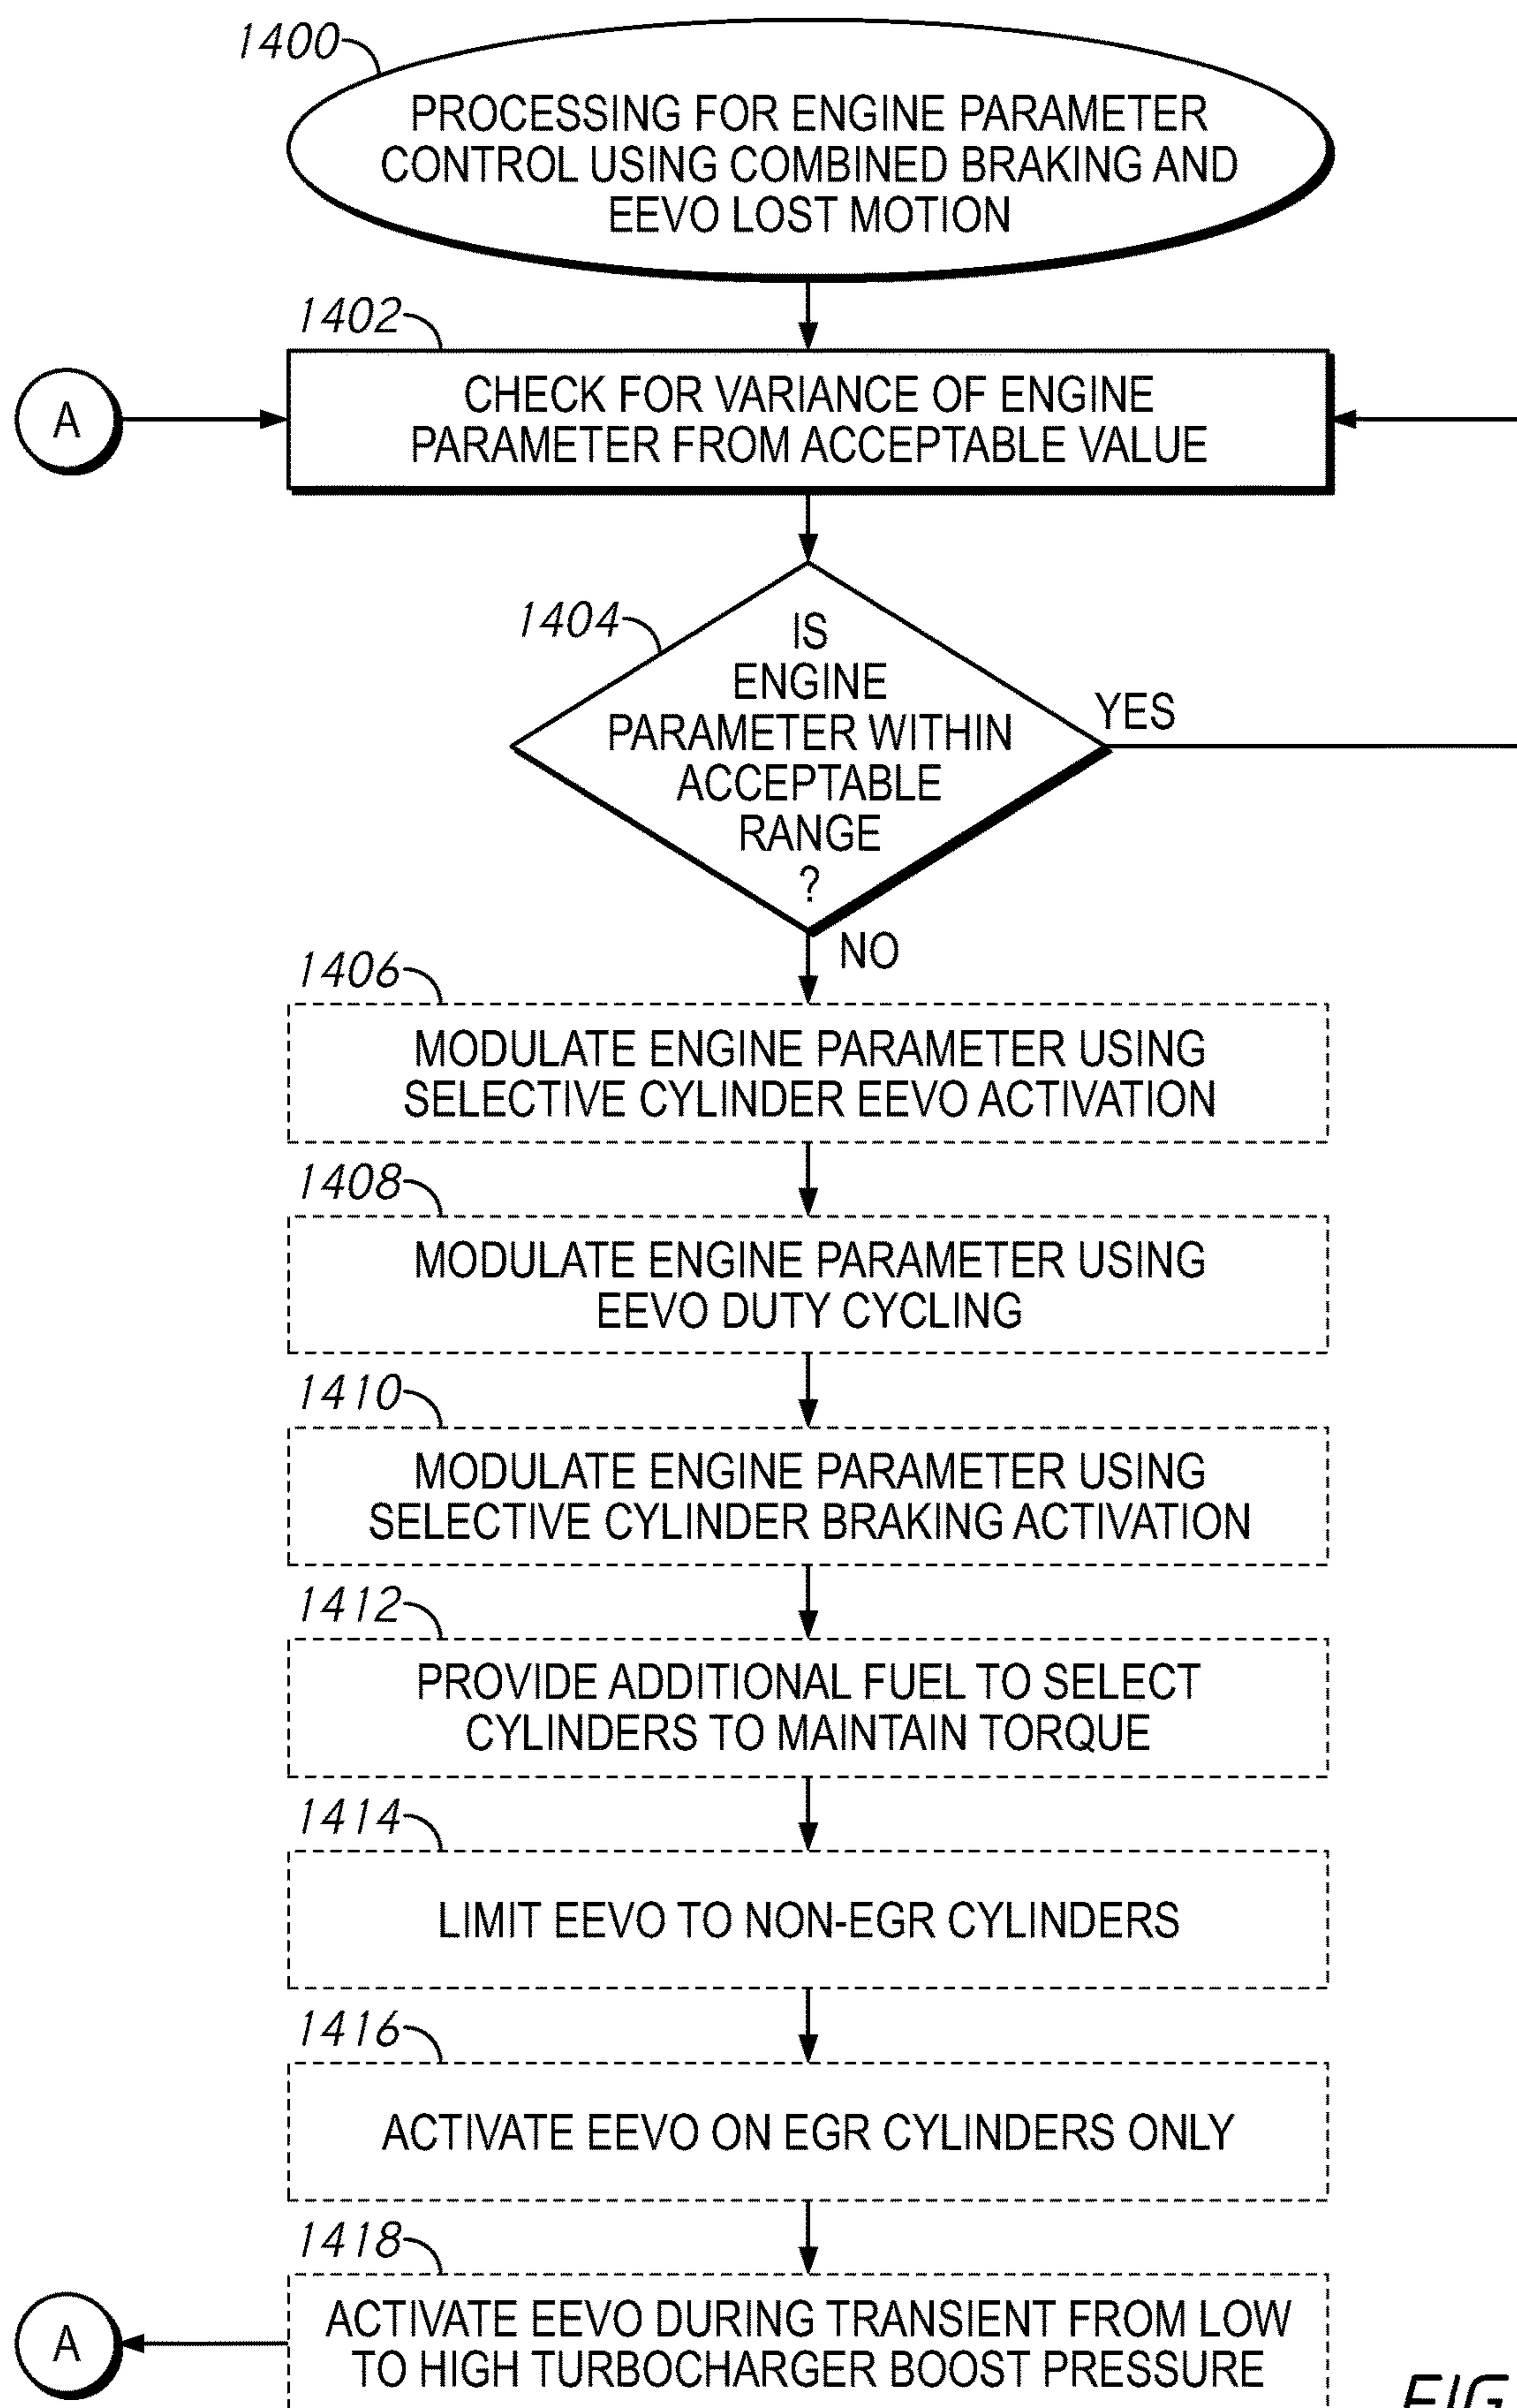 1400
PROCESSING FOR ENGINE PARAMETER
CONTROL USING COMBINED BRAKING AND
EEVO LOST MOTION
1402
A
CHECK FOR VARIANCE OF ENGINE
PARAMETER FROM ACCEPTABLE VALUE
1404
IS
ENGINE
PARAMETER WITHIN
ACCEPTABLE
RANGE
?
YES
NO
1406
MODULATE ENGINE PARAMETER USING
SELECTIVE CYLINDER EEVO ACTIVATION
1408
MODULATE ENGINE PARAMETER USING
EEVO DUTY CYCLING
1410
MODULATE ENGINE PARAMETER USING
SELECTIVE CYLINDER BRAKING ACTIVATION
1412
PROVIDE ADDITIONAL FUEL TO SELECT
CYLINDERS TO MAINTAIN TORQUE
1414
LIMIT EEVO TO NON-EGR CYLINDERS
1416
ACTIVATE EEVO ON EGR CYLINDERS ONLY
1418
A
ACTIVATE EEVO DURING TRANSIENT FROM LOW
TO HIGH TURBOCHARGER BOOST PRESSURE
FIG